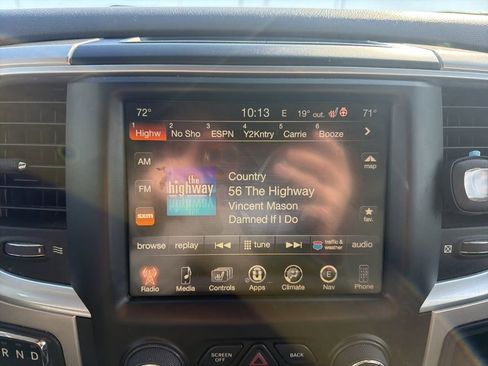 72° 10:13 E 19° out. 71°
1 Highw 2 No Sho 3 ESPN 4 Y2Kntry 5 Carrie 6 Booze
AM
map
the highway
Country
56 The Highway
FM
Vincent Mason
sxm
Damned If I Do
fav.
browse replay tune traffic & weather audio
Radio Media Controls Apps Climate E Nav Phone
RND
SCREEN OFF
BACK